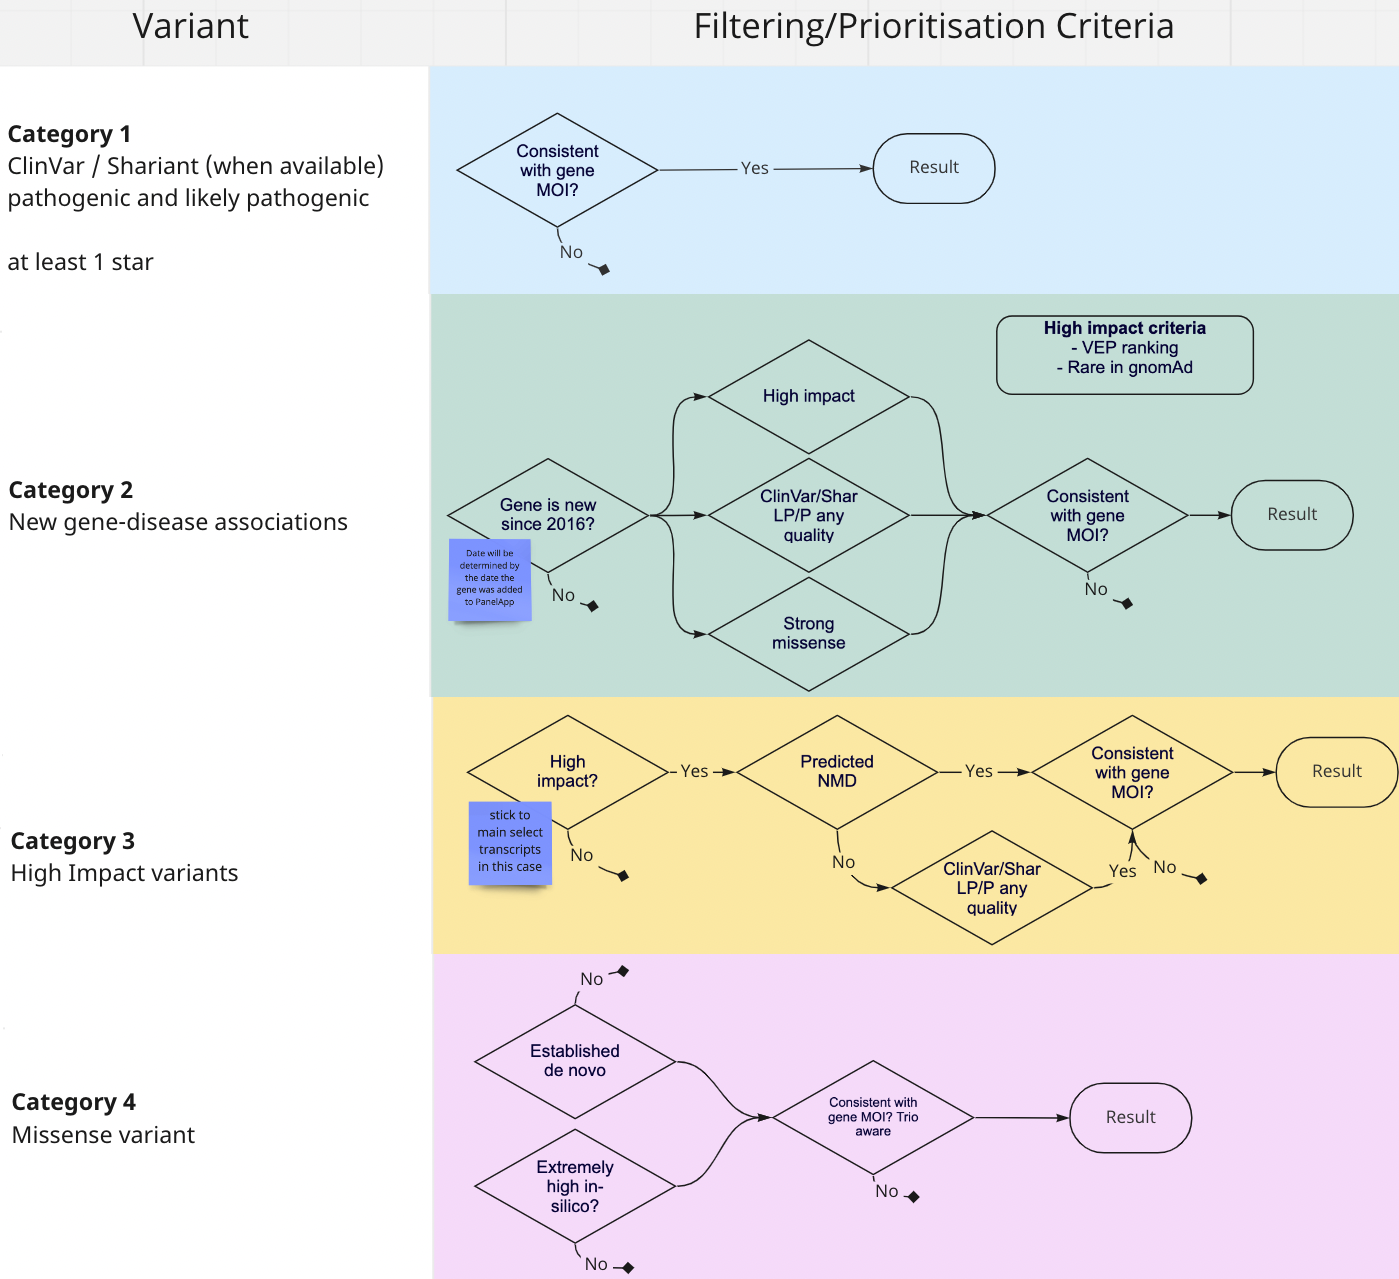 Variant
Filtering/Prioritisation Criteria
Category 1
ClinVar / Shariant (when available)
pathogenic and likely pathogenic
at least 1 star
Consistent
with gene
MOI?
Yes
Result
No
Category 2
New gene-disease associations
High impact criteria
- VEP ranking
- Rare in gnomAd
Gene is new
since 2016?
Date will be
determined by
the date the
gene was added
to PanelApp
No
High impact
ClinVar/Shar
LP/P any
quality
Strong
missense
Consistent
with gene
MOI?
No
Result
Category 3
High Impact variants
High
impact?
stick to
main select
transcripts
in this case
No
Yes
Predicted
NMD
Yes
No
ClinVar/Shar
LP/P any
quality
Yes
Consistent
with gene
MOI?
No
Result
Category 4
Missense variant
No
Established
de novo
Extremely
high in-
silico?
No
Consistent with
gene MOI? Trio
aware
No
Result